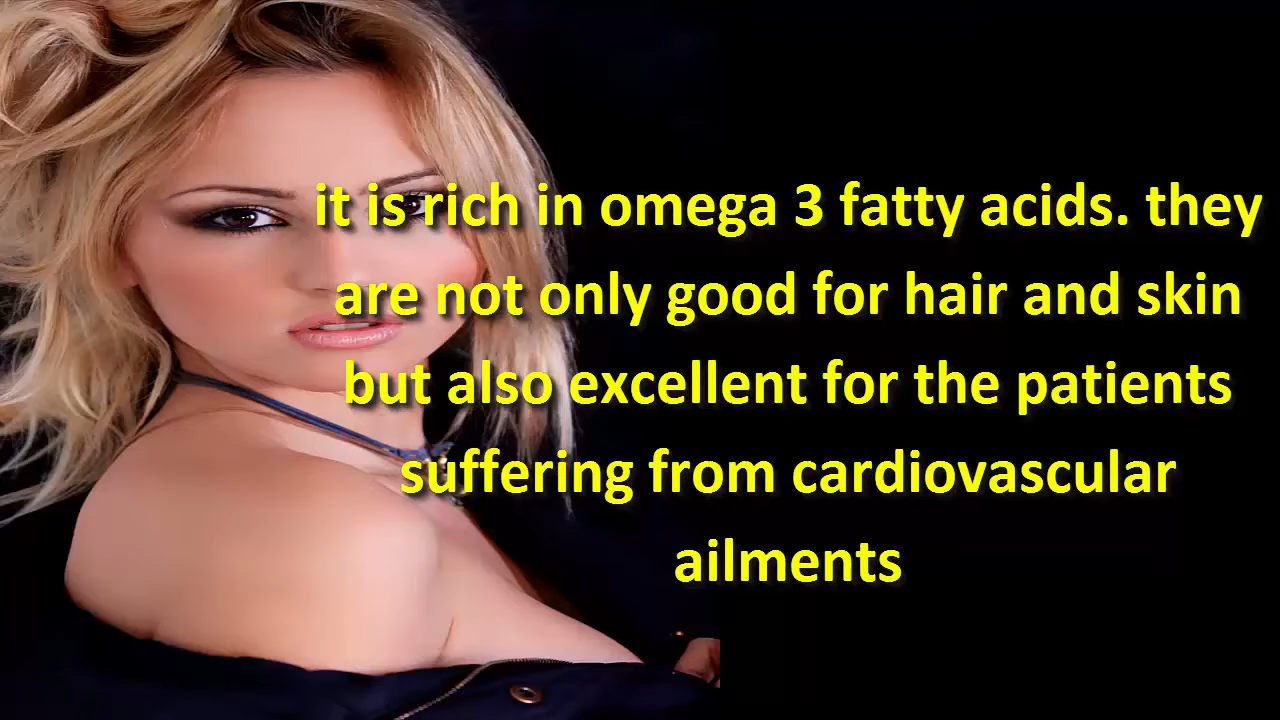 it is rich in omega 3 fatty acids. they
are not only good for hair and skin
but also excellent for the patients
suffering from cardiovascular
ailments